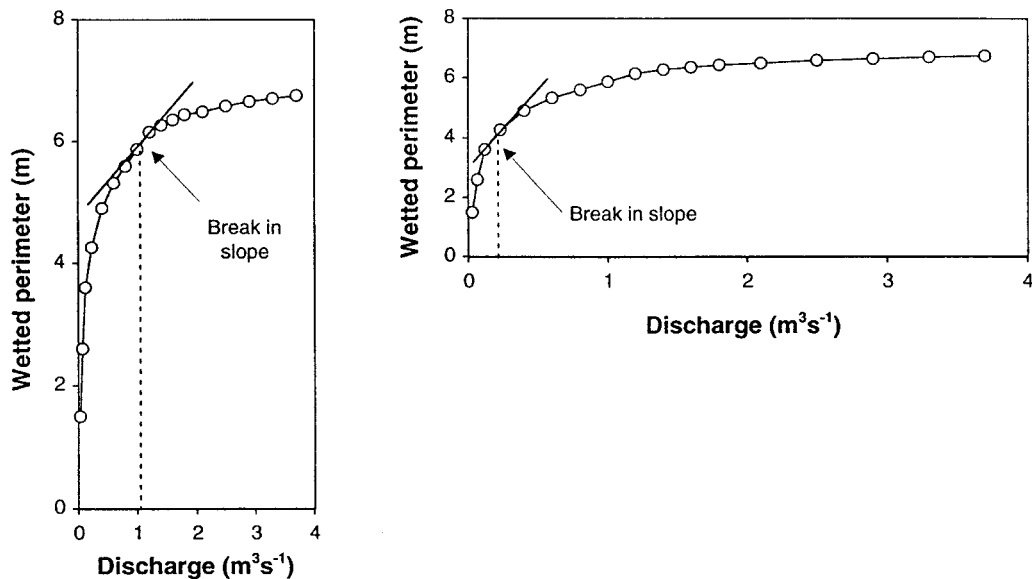 8
6
4
2
0
Wetted perimeter (m)
Break in
slope
0 1 2 3 4
Discharge (m³s⁻¹)
8
6
4
2
0
Wetted perimeter (m)
Break in slope
0 1 2 3 4
Discharge (m³s⁻¹)